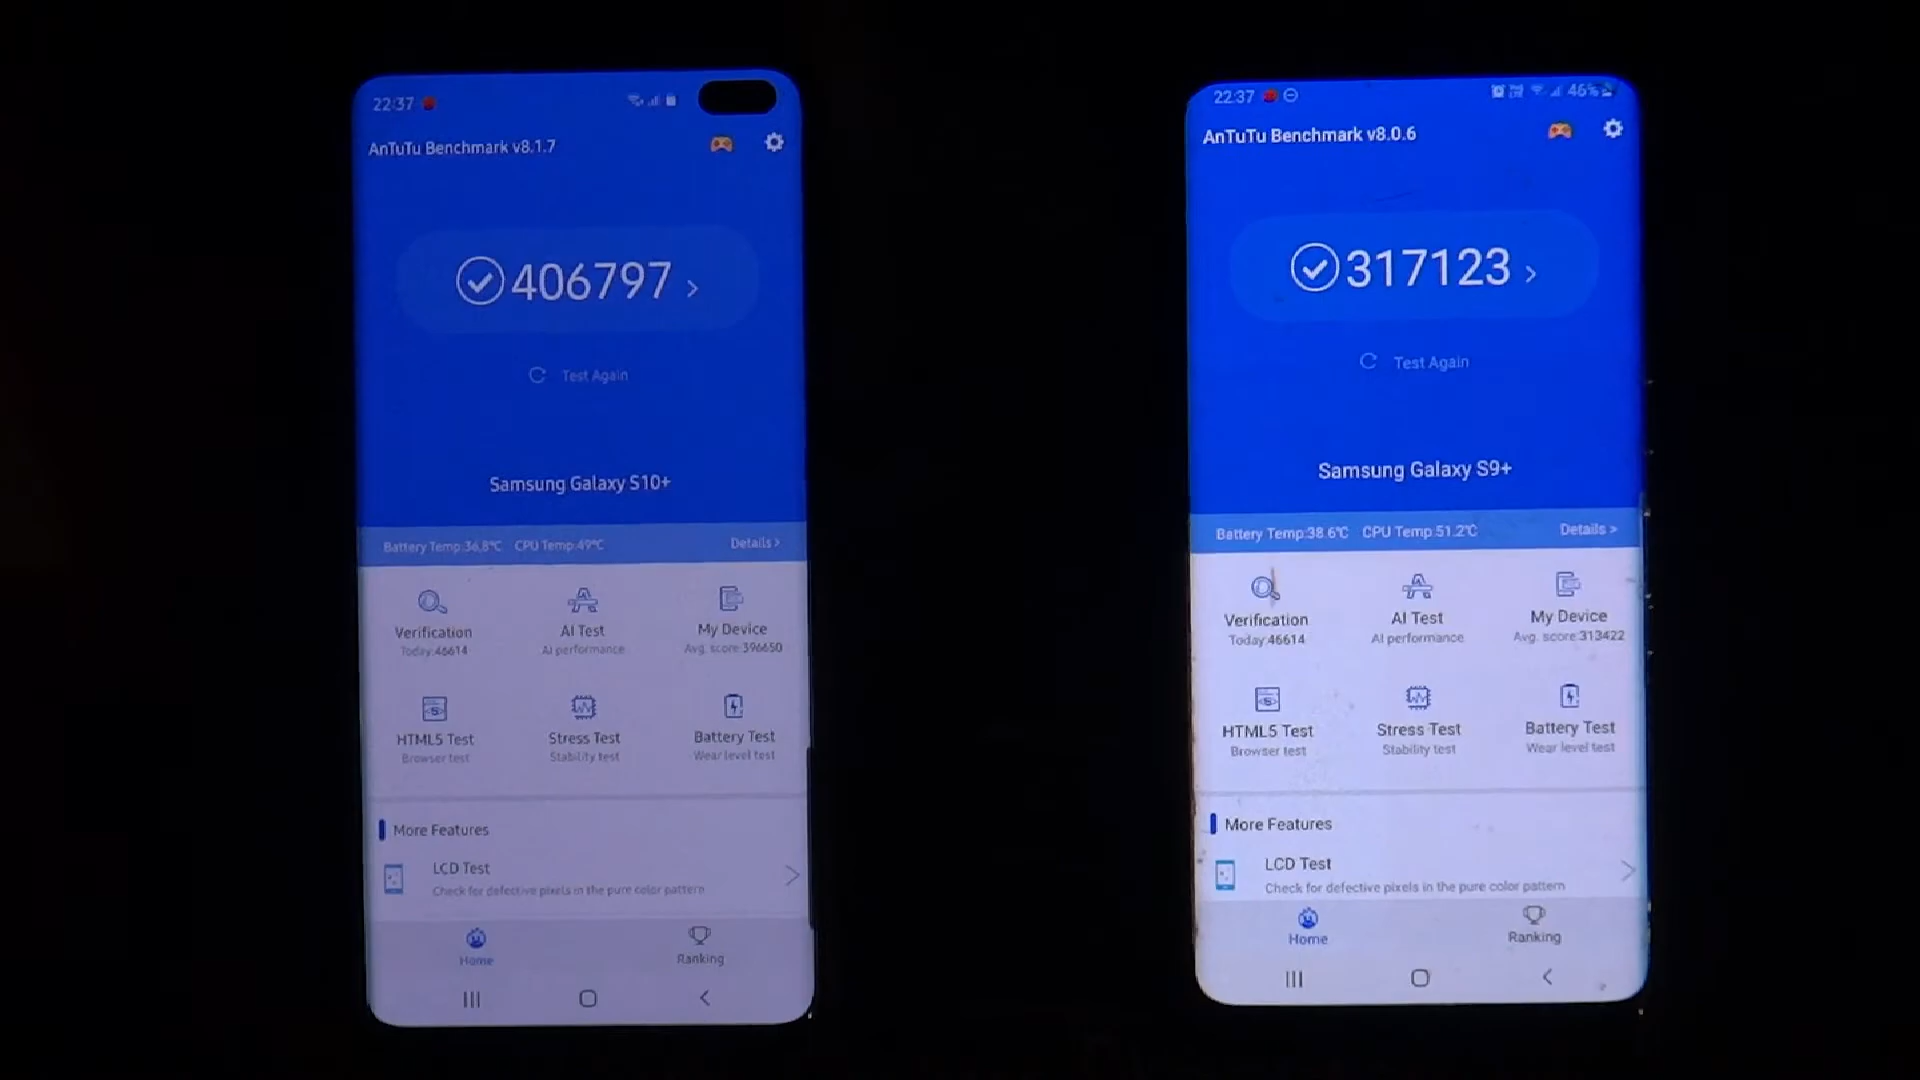 22:37
AnTuTu Benchmark v8.1.7
406797
Test Again
Samsung Galaxy S10+
Battery Temp:36.8℃ CPU Temp:49℃ Details >
Verification AI Test My Device
Today:46614 AI performance Avg. score:396650
HTML5 Test Stress Test Battery Test
Browser test Stability test Wear level test
More Features
LCD Test
Check for defective pixels in the pure color pattern
Home Ranking
22:37 46%
AnTuTu Benchmark v8.0.6
317123
Test Again
Samsung Galaxy S9+
Battery Temp:38.6℃ CPU Temp:51.2℃ Details >
Verification AI Test My Device
Today:46614 AI performance Avg. score:313422
HTML5 Test Stress Test Battery Test
Browser test Stability test Wear level test
More Features
LCD Test
Check for defective pixels in the pure color pattern
Home Ranking